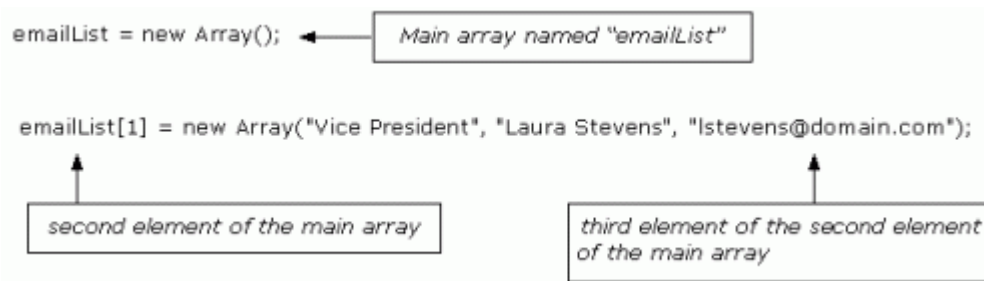 emailList = new Array();
Main array named "emailList"
emailList[1] = new Array("Vice President", "Laura Stevens", "lstevens@domain.com");
second element of the main array
third element of the second element
of the main array